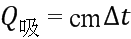 Q吸 = cmΔt